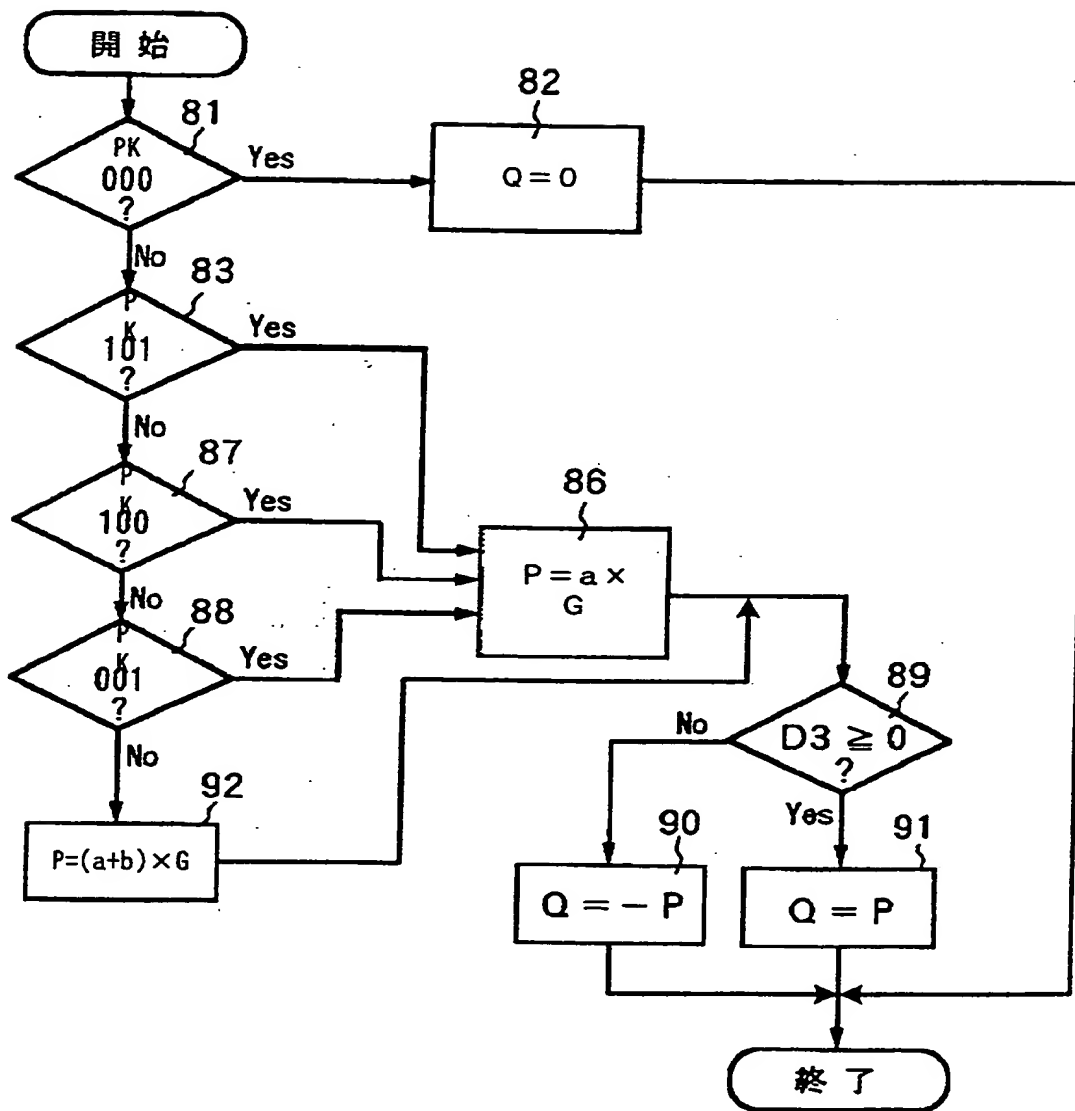 開 始
81
PK
000
?
Yes
82
Q = 0
No
83
P
K
101
?
Yes
No
87
P
K
100
?
Yes
86
P = a ×
G
No
88
P
K
001
?
Yes
89
No
D3 ≧ 0
?
No
92
Yes
90
91
P=(a+b)×G
Q = − P
Q = P
終 了